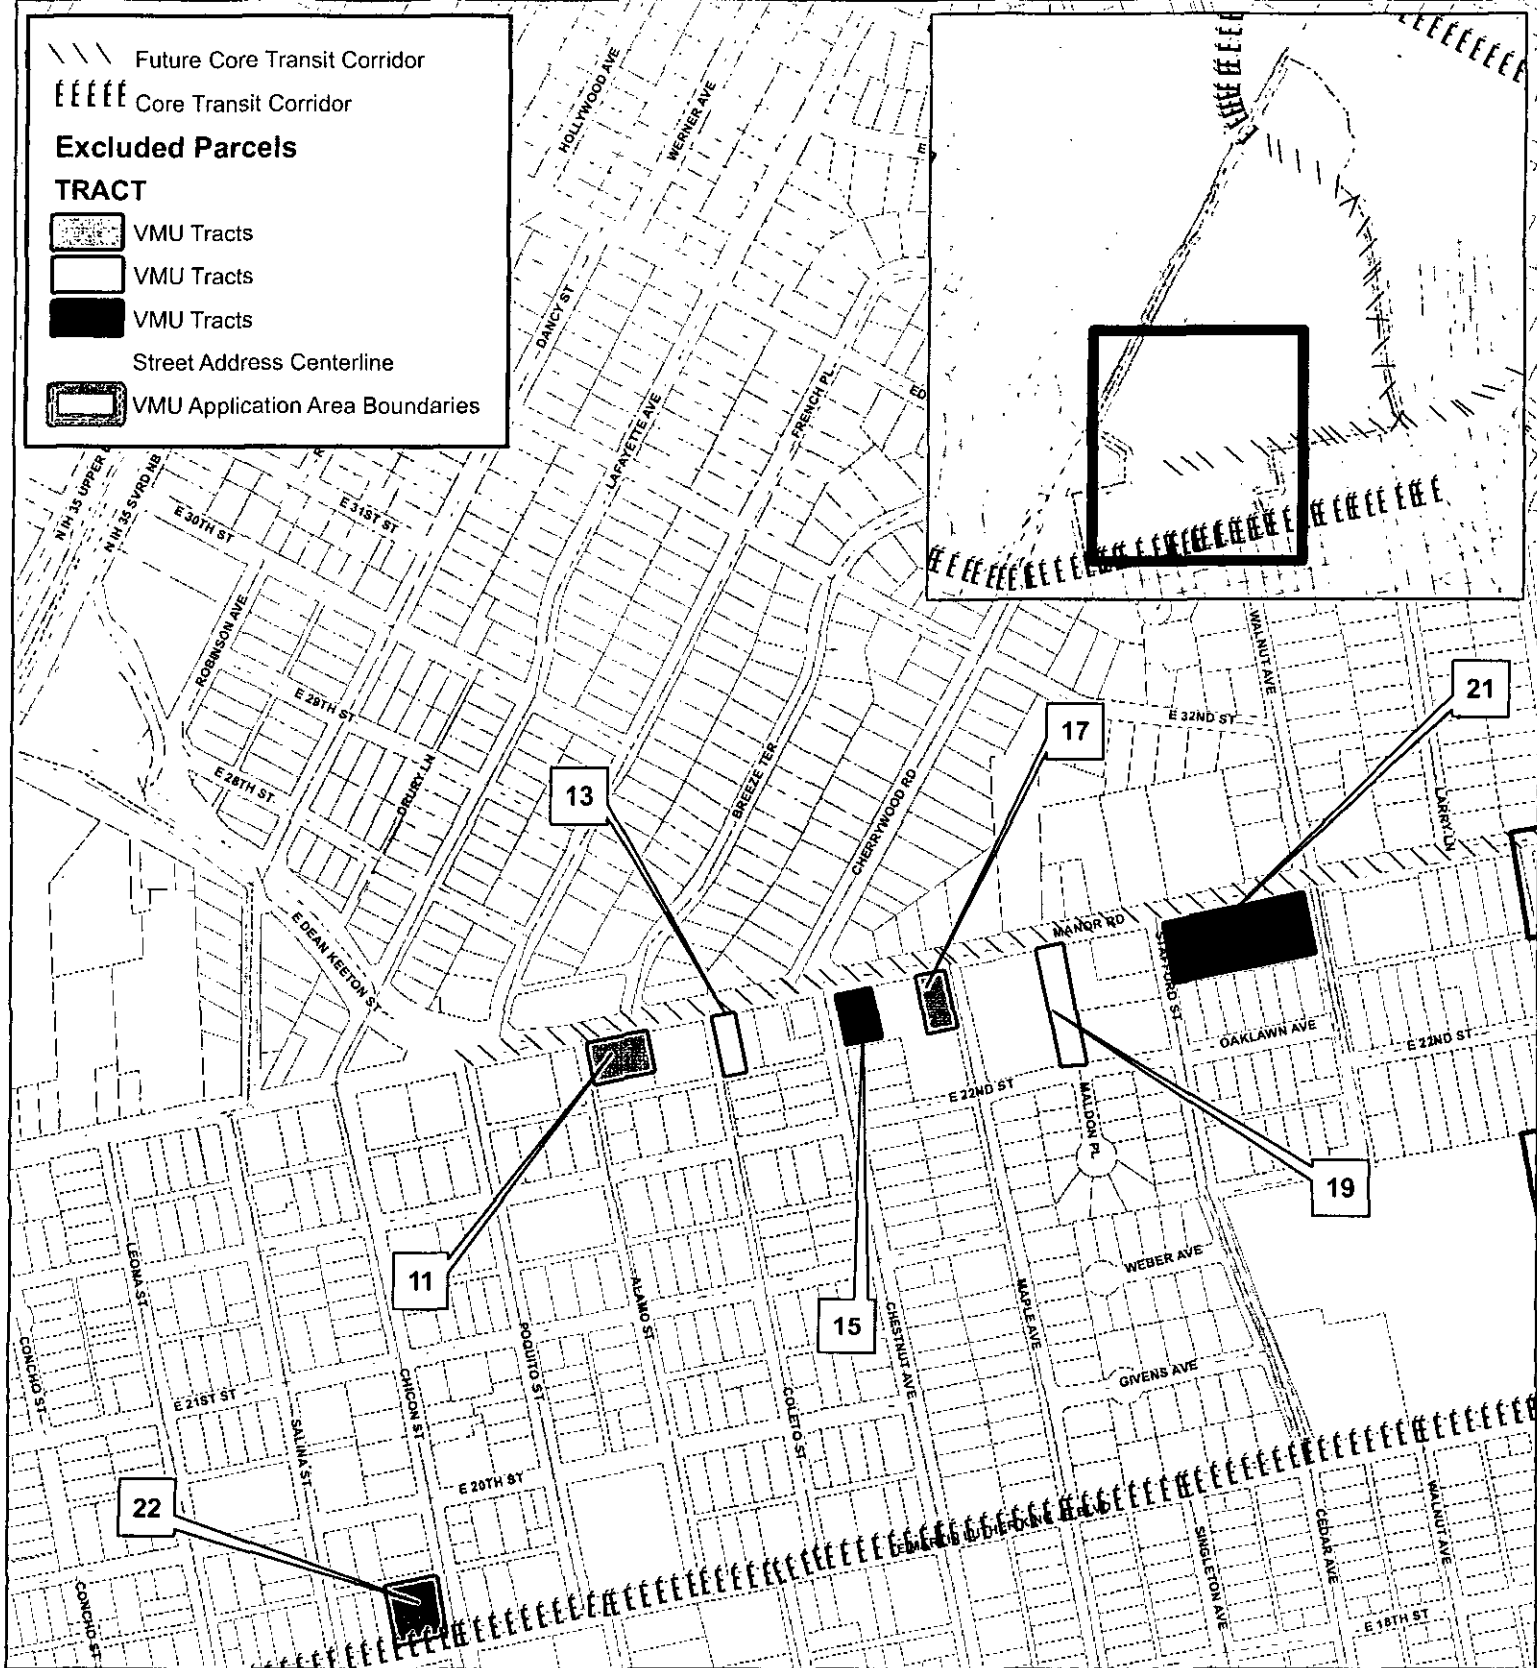 Future Core Transit Corridor
Core Transit Corridor
Excluded Parcels
TRACT
VMU Tracts
VMU Tracts
VMU Tracts
Street Address Centerline
VMU Application Area Boundaries
HOLLYWOOD AVE
WERNER AVE
DANCY ST
LAFAYETTE AVE
FRENCH PL
N IH 35 UPPER
N IH 35 SVRD NB
E 30TH ST
E 31ST ST
ROBINSON AVE
E 29TH ST
E 28TH ST
DRURY LN
BREEZE TER
CHERRYWOOD RD
WALNUT AVE
E 32ND ST
LARRY LN
21
17
13
E DEAN KEETON ST
MANOR RD
STAFFORD ST
OAKLAWN AVE
E 22ND ST
E 22ND ST
MALDON PL
19
11
15
LEONA ST
ALAMO ST
WEBER AVE
MAPLE AVE
CHESTNUT AVE
CONCHO ST
POQUITO ST
CHICON ST
GIVENS AVE
E 21ST ST
SALINA ST
COLETO ST
E 20TH ST
22
E MARTIN LUTHER KING JR BLVD
SINGLETON AVE
CEDAR AVE
WALNUT AVE
CONCHO ST
E 18TH ST